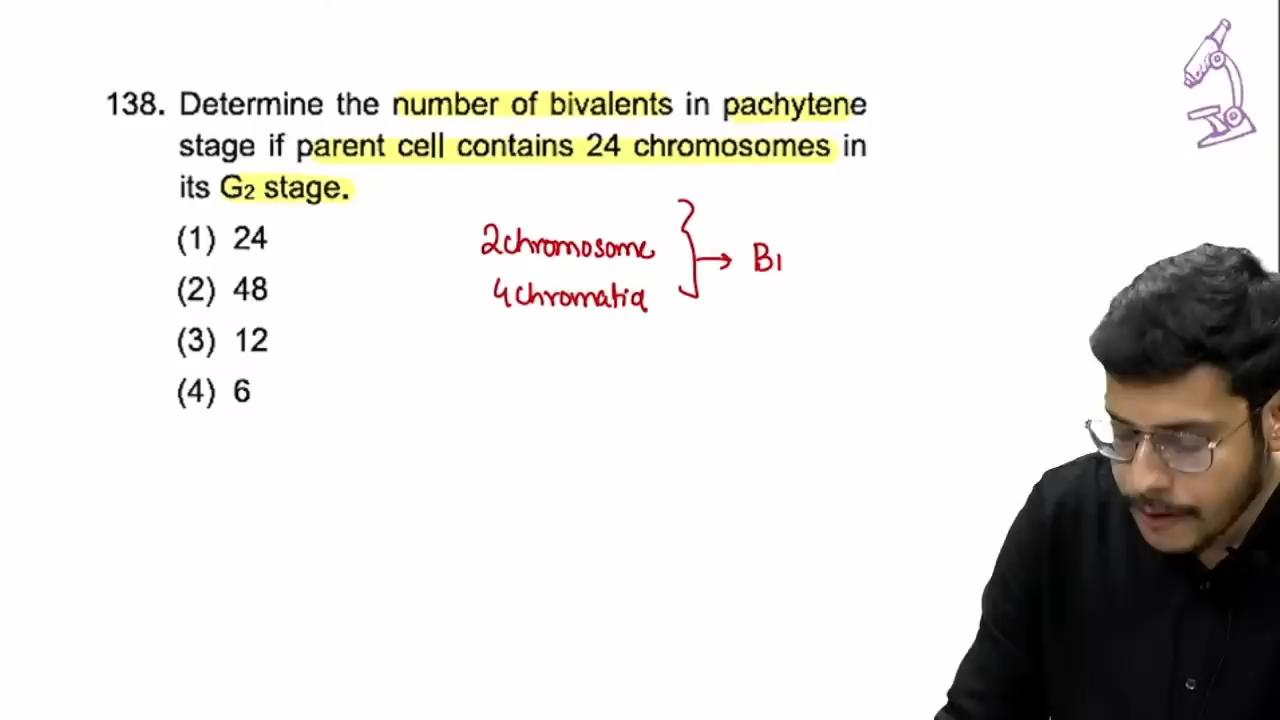 138. Determine the number of bivalents in pachytene
stage if parent cell contains 24 chromosomes in
its G₂ stage.
(1) 24
(2) 48
(3) 12
(4) 6
2chromosome
4chromatid
→ BI